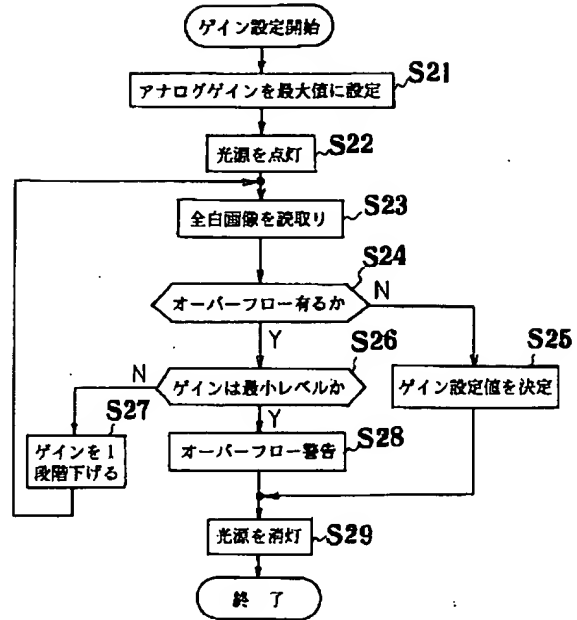 ゲイン設定開始
S21
アナログゲインを最大値に設定
S22
光源を点灯
S23
全白画像を読取り
S24
オーバーフロー有るか
N
Y
S25
ゲイン設定値を決定
S26
ゲインは最小レベルか
N
Y
S27
ゲインを1
段階下げる
S28
オーバーフロー警告
S29
光源を消灯
終 了